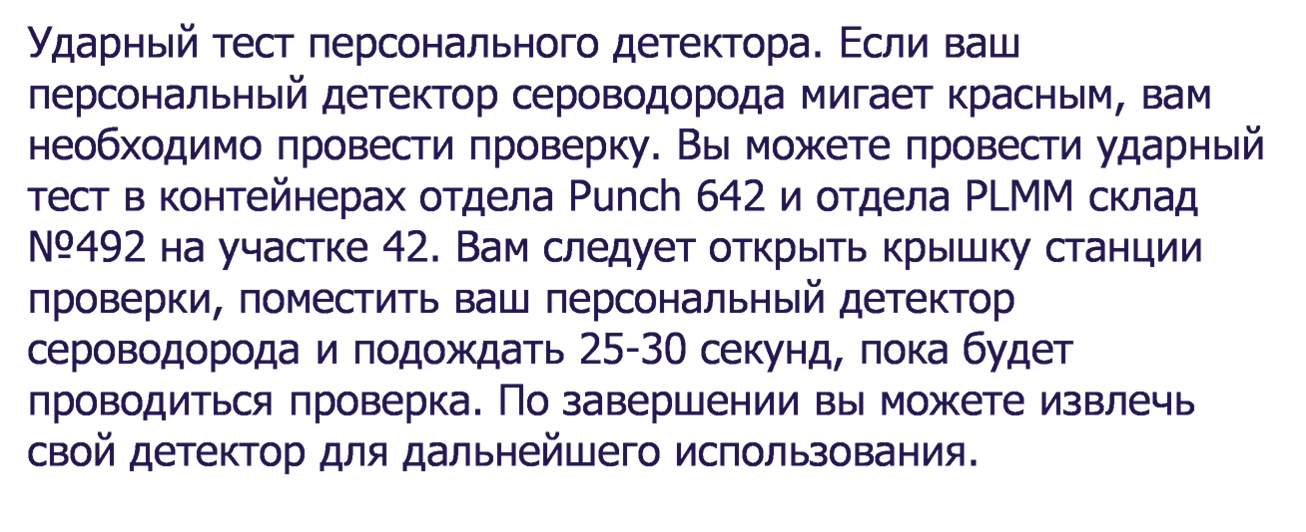 Ударный тест персонального детектора. Если ваш
персональный детектор сероводорода мигает красным, вам
необходимо провести проверку. Вы можете провести ударный
тест в контейнерах отдела Punch 642 и отдела PLMM склад
№492 на участке 42. Вам следует открыть крышку станции
проверки, поместить ваш персональный детектор
сероводорода и подождать 25-30 секунд, пока будет
проводиться проверка. По завершении вы можете извлечь
свой детектор для дальнейшего использования.